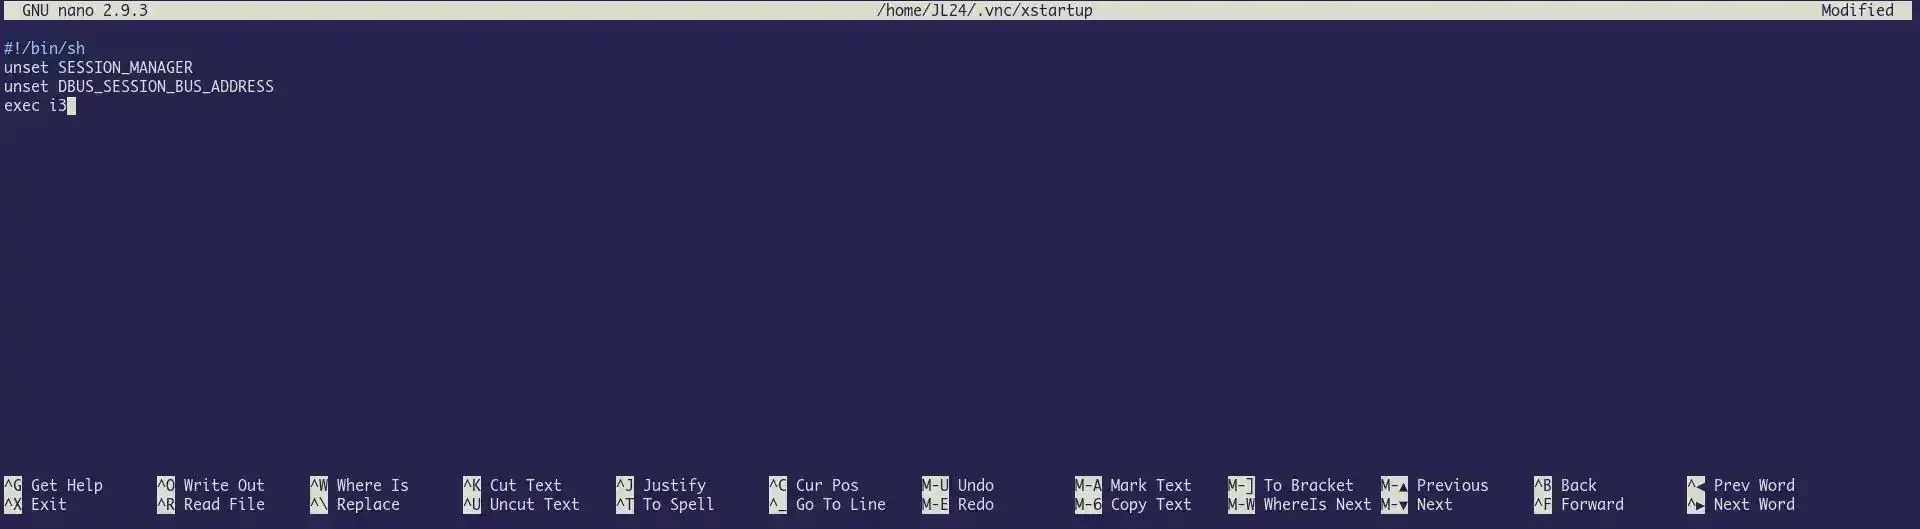 GNU nano 2.9.3 /home/JL24/.vnc/xstartup Modified
#!/bin/sh
unset SESSION_MANAGER
unset DBUS_SESSION_BUS_ADDRESS
exec i3
^G Get Help ^O Write Out ^W Where Is ^K Cut Text ^J Justify ^C Cur Pos M-U Undo M-A Mark Text M-] To Bracket M-▲ Previous ^B Back ^◀ Prev Word
^X Exit ^R Read File ^\ Replace ^U Uncut Text ^T To Spell ^_ Go To Line M-E Redo M-6 Copy Text M-W WhereIs Next M-▼ Next ^F Forward ^▶ Next Word